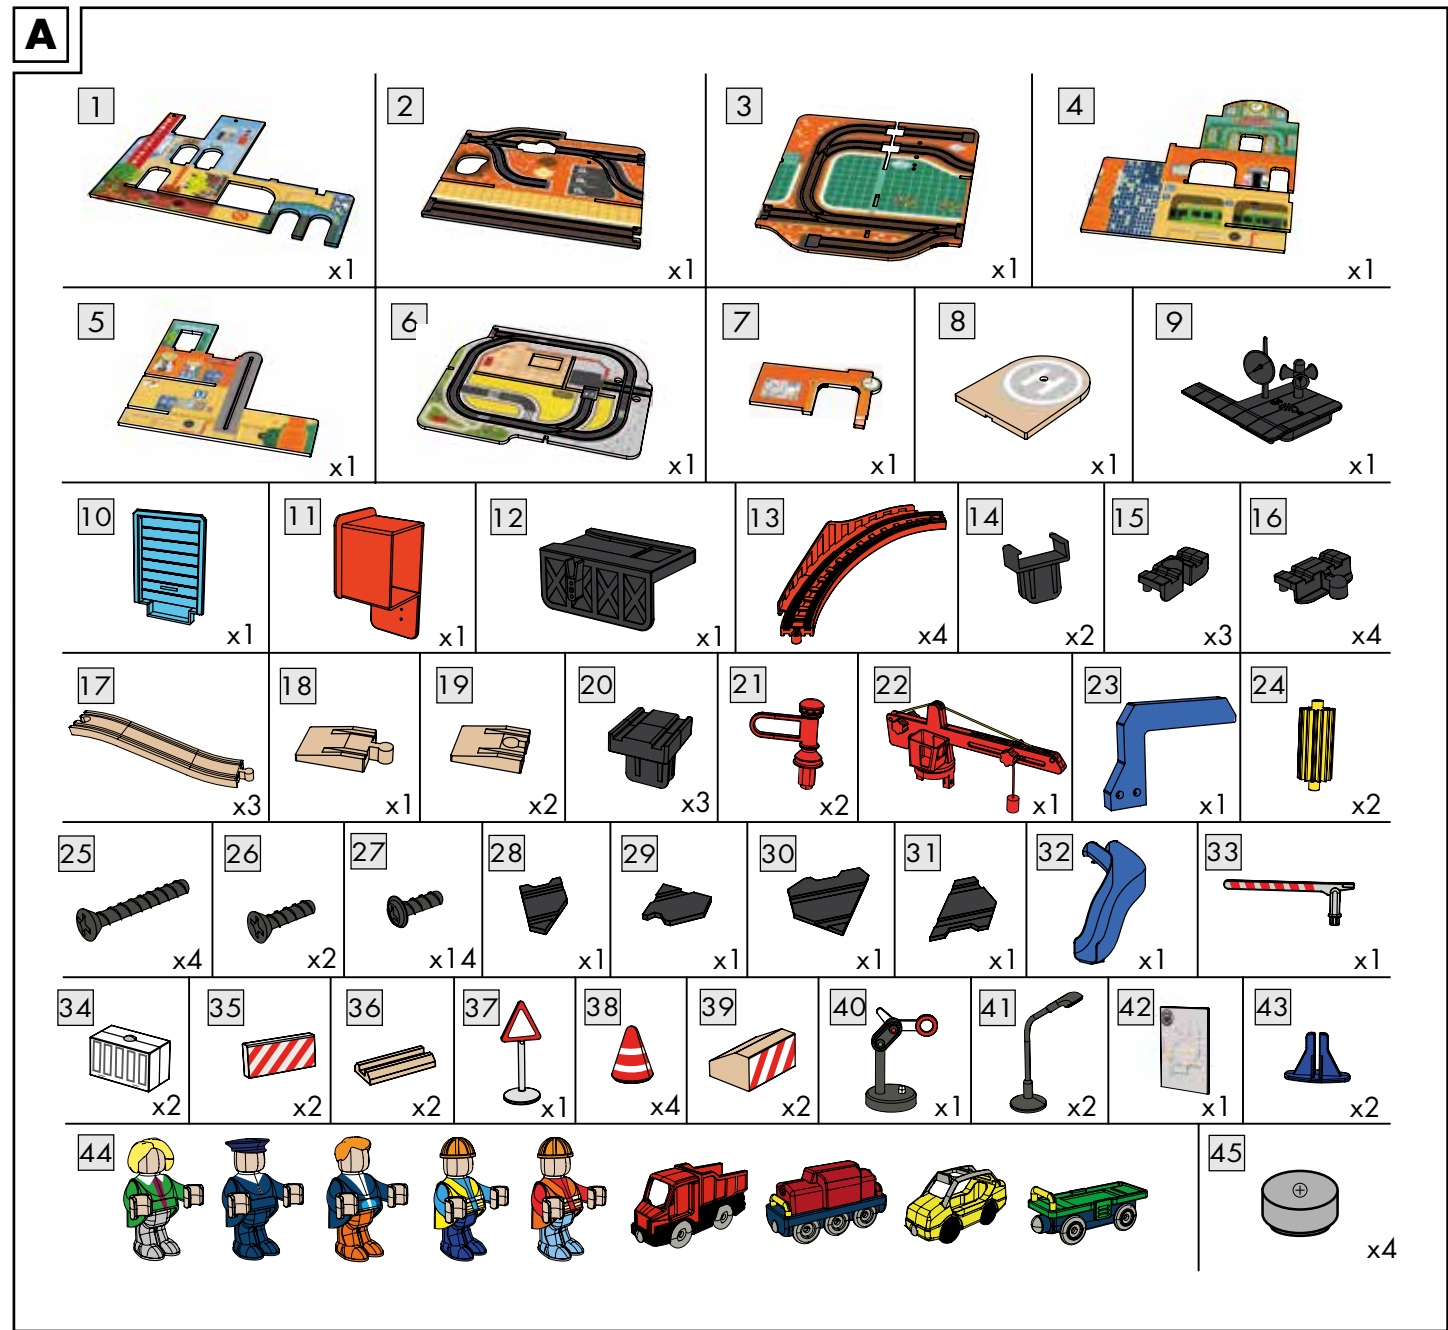 A
1 2 3 4
x1 x1 x1 x1
5 6 7 8 9
x1 x1 x1 x1 x1
10 11 12 13 14 15 16
x1 x1 x1 x4 x2 x3 x4
17 18 19 20 21 22 23 24
x3 x1 x2 x3 x2 x1 x1 x2
25 26 27 28 29 30 31 32 33
x4 x2 x14 x1 x1 x1 x1 x1 x1
34 35 36 37 38 39 40 41 42 43
x2 x2 x2 x1 x4 x2 x1 x2 x1 x2
44 45
x4